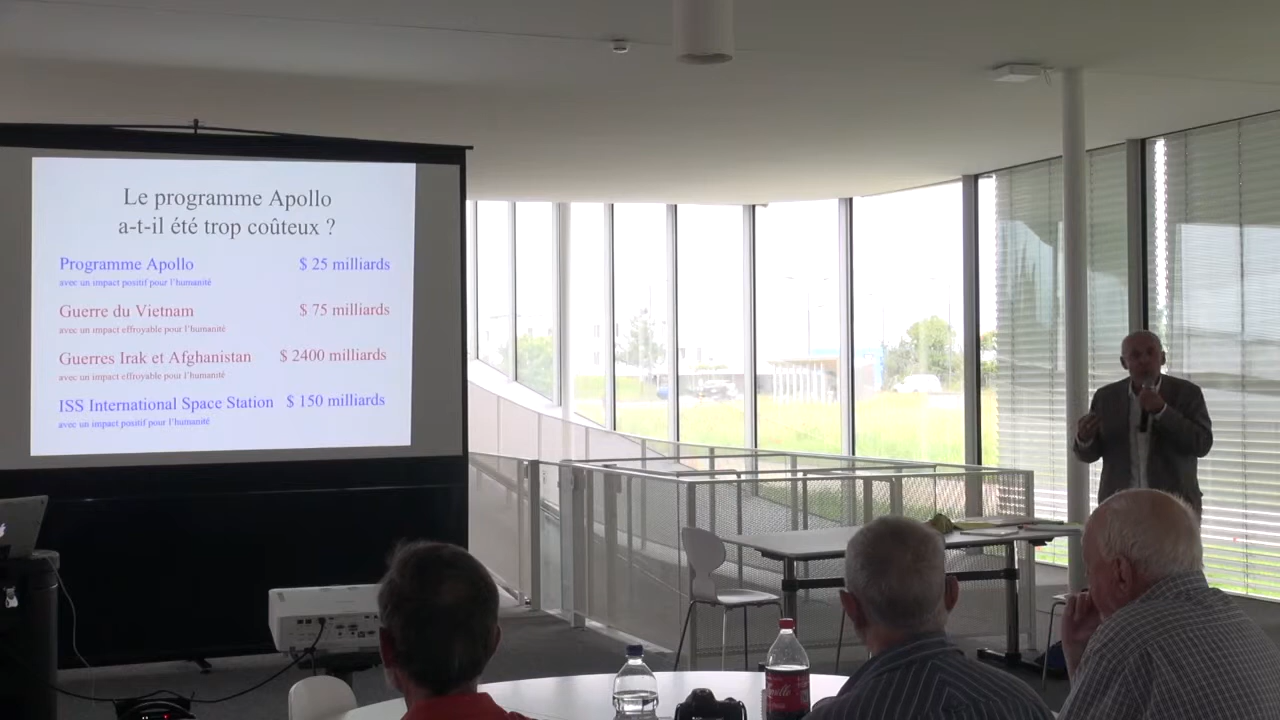 Le programme Apollo
a-t-il été trop coûteux ?
Programme Apollo $ 25 milliards
avec un impact positif pour l'humanité
Guerre du Vietnam $ 75 milliards
avec un impact effroyable pour l'humanité
Guerres Irak et Afghanistan $ 2400 milliards
avec un impact effroyable pour l'humanité
ISS International Space Station $ 150 milliards
avec un impact positif pour l'humanité